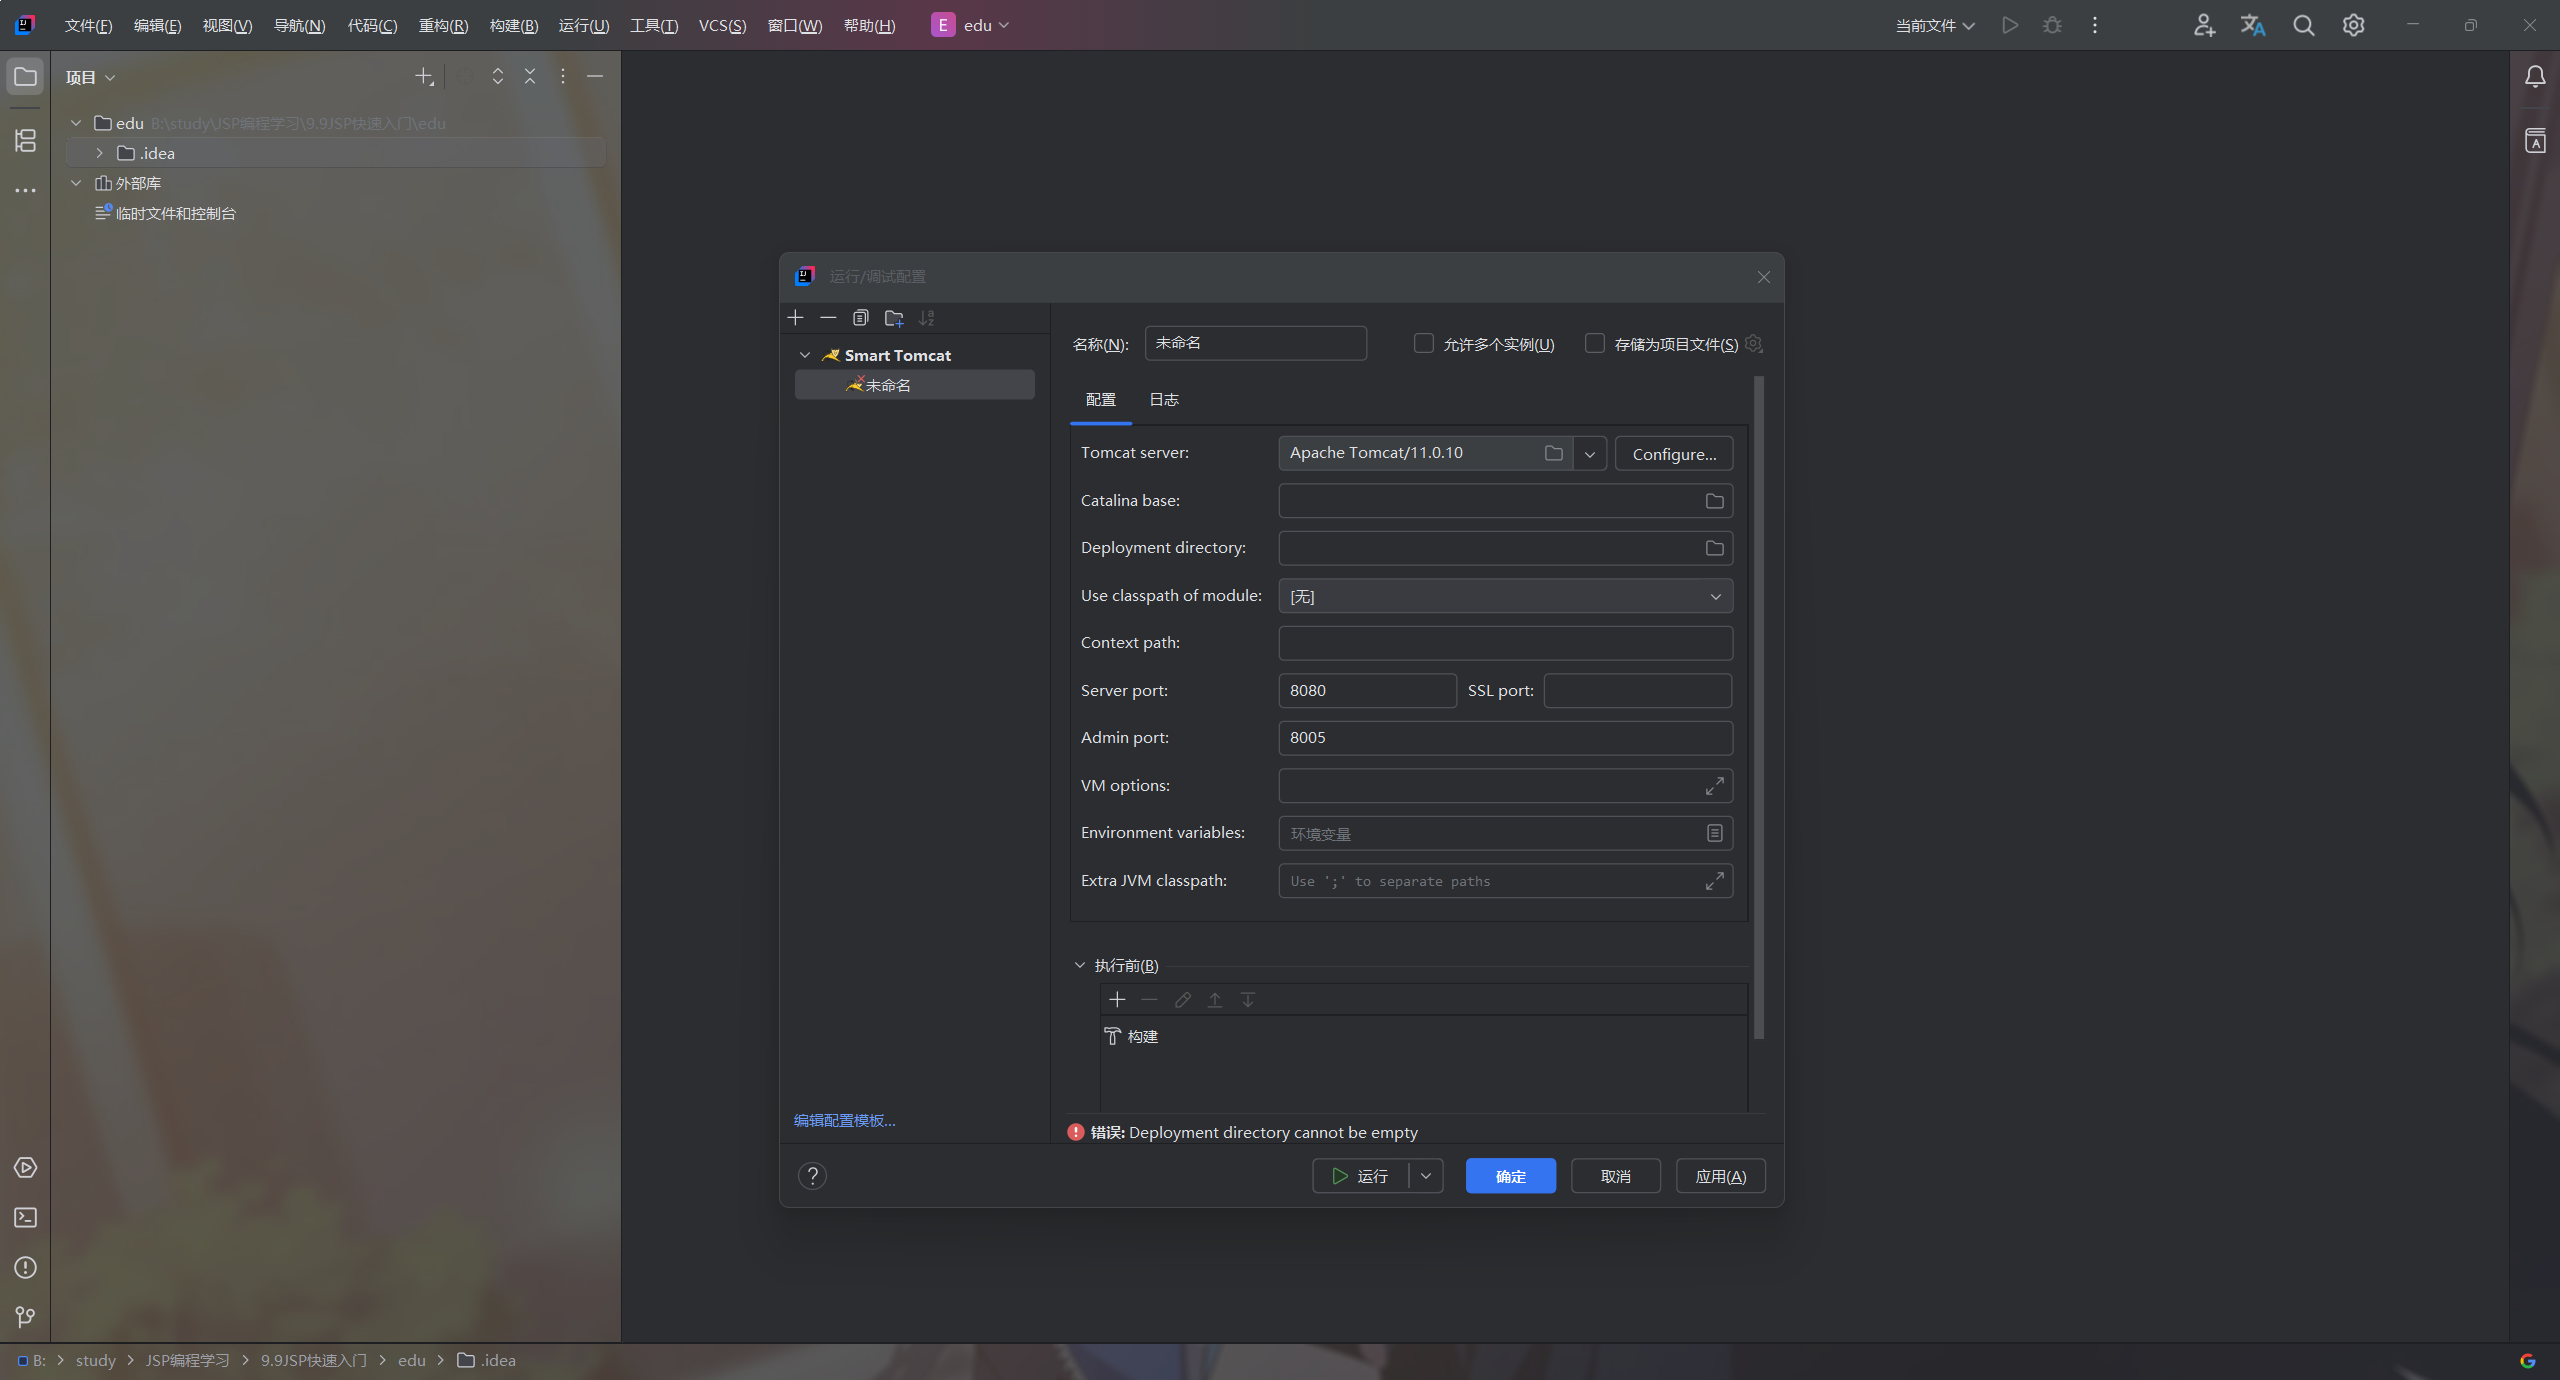 文件(F) 编辑(E) 视图(V) 导航(N) 代码(C) 重构(R) 构建(B) 运行(U) 工具(T) VCS(S) 窗口(W) 帮助(H) E edu 当前文件
项目
edu B:\study\JSP编程学习\9.9JSP快速入门\edu
.idea
外部库
临时文件和控制台
运行/调试配置
Smart Tomcat
未命名
编辑配置模板...
名称(N): 未命名 允许多个实例(U) 存储为项目文件(S)
配置 日志
Tomcat server: Apache Tomcat/11.0.10 Configure...
Catalina base:
Deployment directory:
Use classpath of module: [无]
Context path:
Server port: 8080 SSL port:
Admin port: 8005
VM options:
Environment variables: 环境变量
Extra JVM classpath: Use ';' to separate paths
执行前(B)
构建
错误: Deployment directory cannot be empty
? 运行 确定 取消 应用(A)
B: > study > JSP编程学习 > 9.9JSP快速入门 > edu > .idea